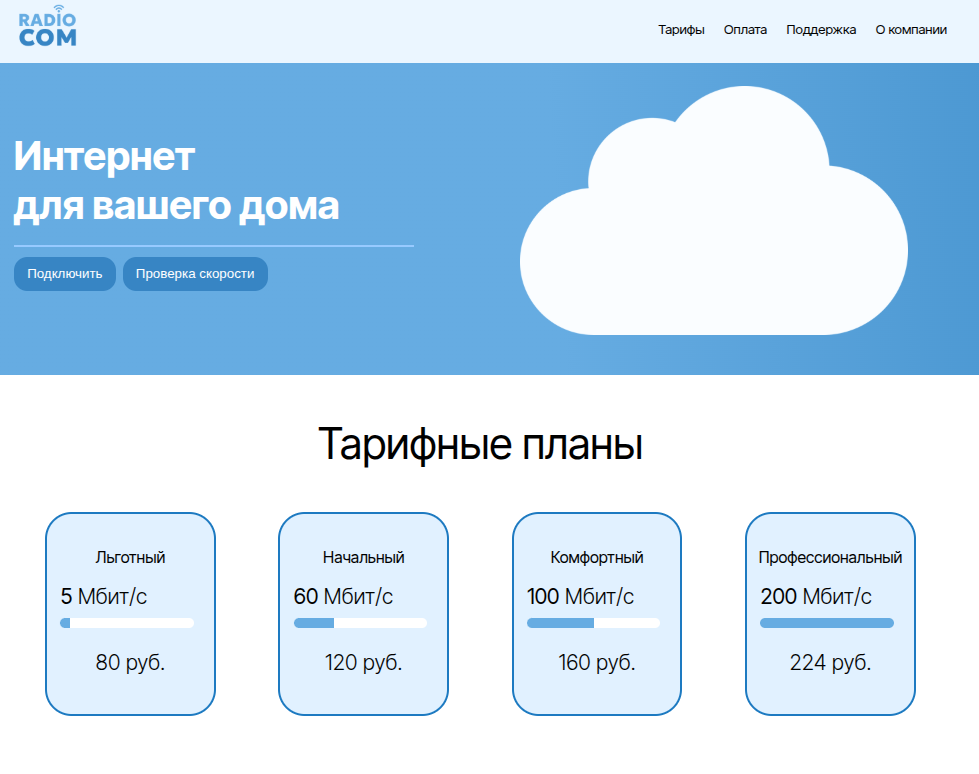 RADIO
COM
Тарифы Оплата Поддержка О компании
Интернет
для вашего дома
Подключить Проверка скорости
Тарифные планы
Льготный
5 Мбит/с
80 руб.
Начальный
60 Мбит/с
120 руб.
Комфортный
100 Мбит/с
160 руб.
Профессиональный
200 Мбит/с
224 руб.